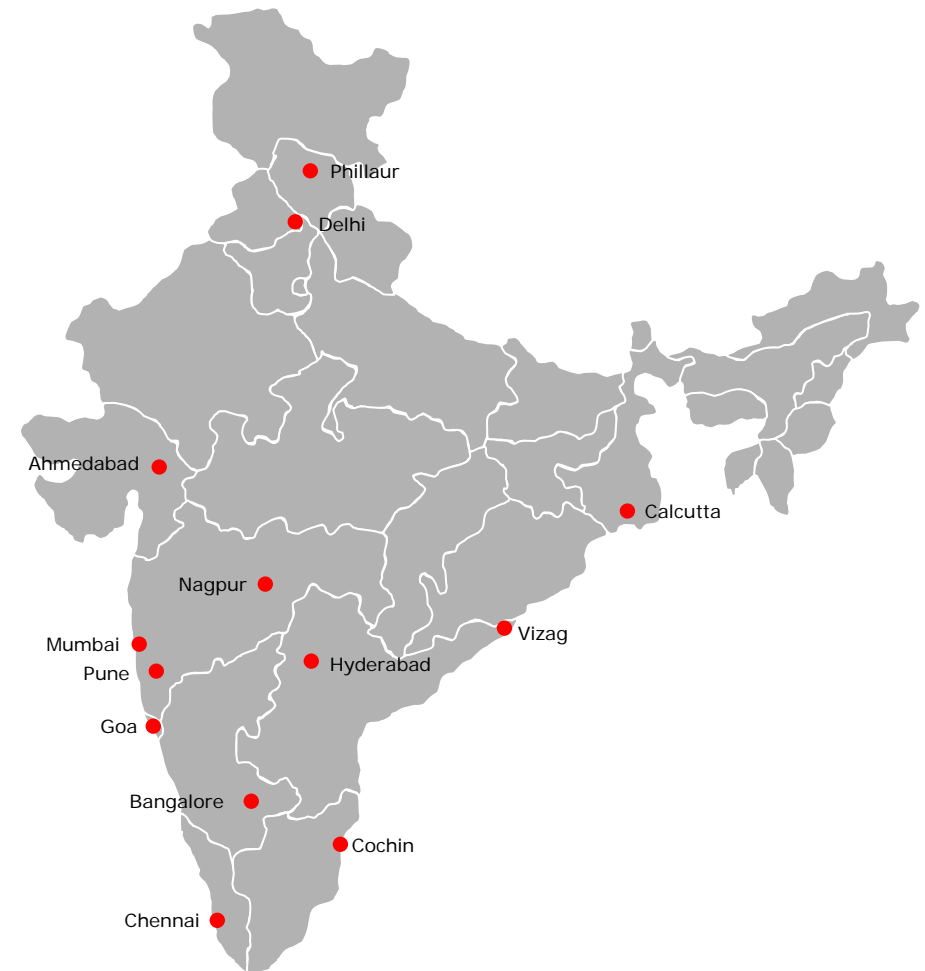 Phillaur
Delhi
Ahmedabad
Calcutta
Nagpur
Vizag
Mumbai
Hyderabad
Pune
Goa
Bangalore
Cochin
Chennai